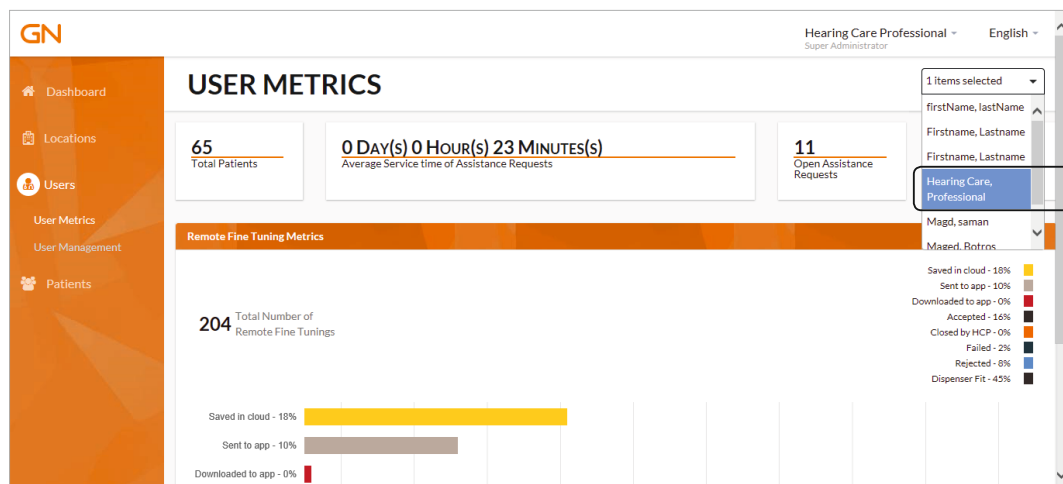 GN
Hearing Care Professional
Super Administrator
English
Dashboard
Locations
Users
User Metrics
User Management
Patients
USER METRICS
1 items selected
firstName, lastName
Firstname, Lastname
Firstname, Lastname
Hearing Care,
Professional
Magd, saman
Maged, Botros
65
Total Patients
0 DAY(S) 0 HOUR(S) 23 MINUTES(S)
Average Service time of Assistance Requests
11
Open Assistance
Requests
Remote Fine Tuning Metrics
204 Total Number of
Remote Fine Tunings
Saved in cloud - 18%
Sent to app - 10%
Downloaded to app - 0%
Accepted - 16%
Closed by HCP - 0%
Failed - 2%
Rejected - 8%
Dispenser Fit - 45%
Saved in cloud - 18%
Sent to app - 10%
Downloaded to app - 0%